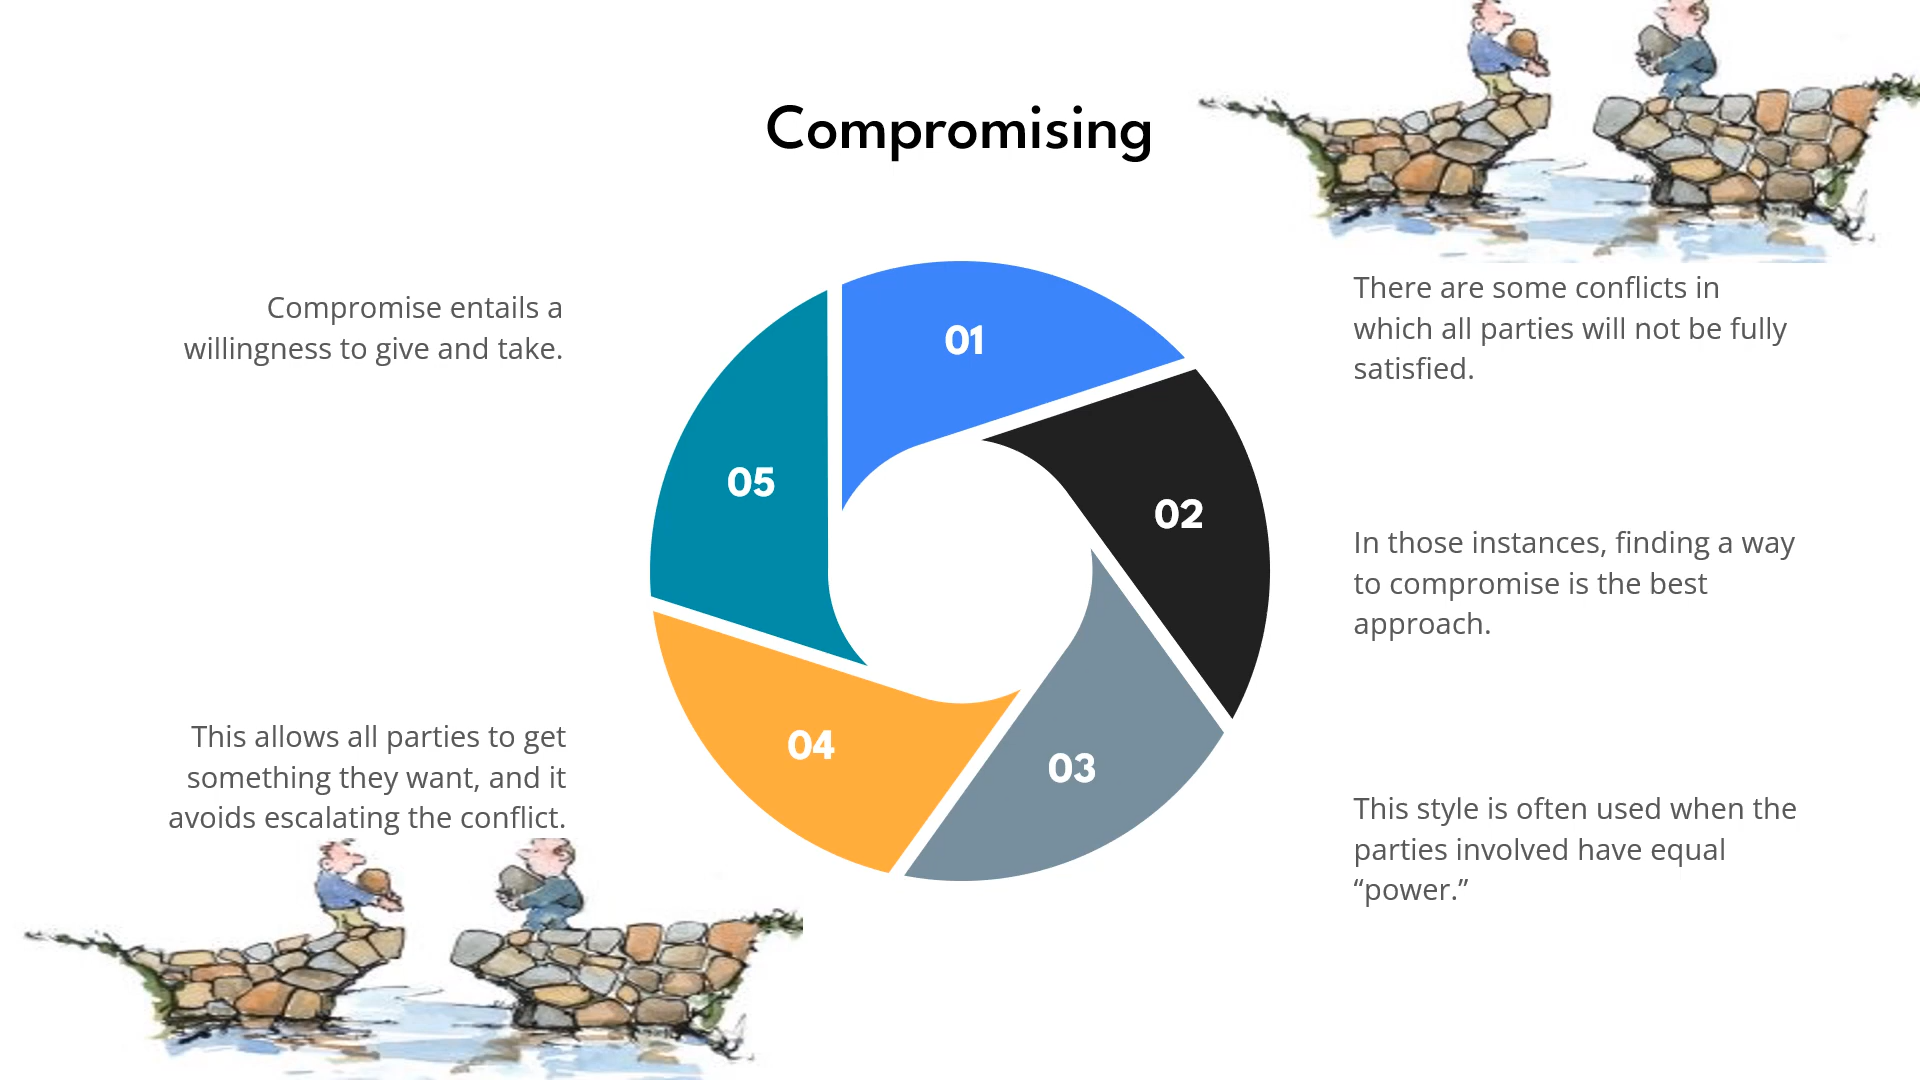 Compromising
Compromise entails a
willingness to give and take.
There are some conflicts in
which all parties will not be fully
satisfied.
01
02
03
04
05
In those instances, finding a way
to compromise is the best
approach.
This allows all parties to get
something they want, and it
avoids escalating the conflict.
This style is often used when the
parties involved have equal
“power.”